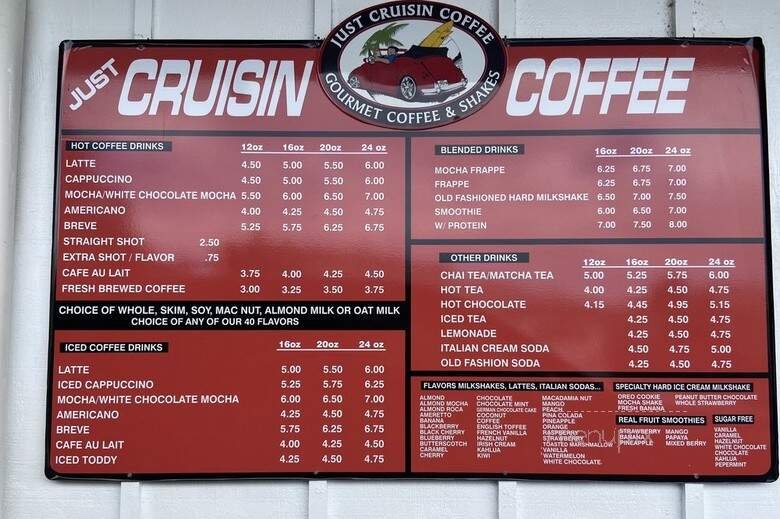 JUST CRUISIN COFFEE
GOURMET COFFEE & SHAKES
JUST CRUISIN COFFEE
HOT COFFEE DRINKS 12oz 16oz 20oz 24 oz
LATTE 4.50 5.00 5.50 6.00
CAPPUCCINO 4.50 5.00 5.50 6.00
MOCHA/WHITE CHOCOLATE MOCHA 5.50 6.00 6.50 7.00
AMERICANO 4.00 4.25 4.50 4.75
BREVE 5.25 5.75 6.25 6.75
STRAIGHT SHOT 2.50
EXTRA SHOT / FLAVOR .75
CAFE AU LAIT 3.75 4.00 4.25 4.50
FRESH BREWED COFFEE 3.00 3.25 3.50 3.75
CHOICE OF WHOLE, SKIM, SOY, MAC NUT, ALMOND MILK OR OAT MILK
CHOICE OF ANY OF OUR 40 FLAVORS
ICED COFFEE DRINKS 16oz 20oz 24 oz
LATTE 5.00 5.50 6.00
ICED CAPPUCCINO 5.25 5.75 6.25
MOCHA/WHITE CHOCOLATE MOCHA 6.00 6.50 7.00
AMERICANO 4.25 4.50 4.75
BREVE 5.75 6.25 6.75
CAFE AU LAIT 4.00 4.25 4.50
ICED TODDY 4.25 4.50 4.75
BLENDED DRINKS 16oz 20oz 24 oz
MOCHA FRAPPE 6.25 6.75 7.00
FRAPPE 6.25 6.75 7.00
OLD FASHIONED HARD MILKSHAKE 6.50 7.00 7.50
SMOOTHIE 6.00 6.50 7.00
W/ PROTEIN 7.00 7.50 8.00
OTHER DRINKS 12oz 16oz 20oz 24 oz
CHAI TEA/MATCHA TEA 5.00 5.25 5.75 6.00
HOT TEA 4.00 4.25 4.50 4.75
HOT CHOCOLATE 4.15 4.45 4.95 5.15
ICED TEA 4.25 4.50 4.75
LEMONADE 4.25 4.50 4.75
ITALIAN CREAM SODA 4.50 4.75 5.00
OLD FASHION SODA 4.25 4.50 4.75
FLAVORS MILKSHAKES, LATTES, ITALIAN SODAS...
ALMOND
ALMOND MOCHA
ALMOND ROCA
AMERETTO
BANANA
BLACKBERRY
BLACK CHERRY
BLUEBERRY
BUTTERSCOTCH
CARAMEL
CHERRY
CHOCOLATE
CHOCOLATE MINT
GERMAN CHOCOLATE CAKE
COCONUT
COFFEE
ENGLISH TOFFEE
FRENCH VANILLA
HAZELNUT
IRISH CREAM
KAHLUA
KIWI
MACADAMIA NUT
MANGO
PEACH
PINA COLADA
PINEAPPLE
ORANGE
RASPBERRY
STRAWBERRY
TOASTED MARSHMALLOW
VANILLA
WATERMELON
WHITE CHOCOLATE
SPECIALTY HARD ICE CREAM MILKSHAKE
OREO COOKIE PEANUT BUTTER CHOCOLATE
MOCHA SHAKE WHOLE STRAWBERRY
FRESH BANANA
REAL FRUIT SMOOTHIES
STRAWBERRY MANGO
BANANA PAPAYA
PINEAPPLE MIXED BERRY
SUGAR FREE
VANILLA
CARAMEL
HAZELNUT
WHITE CHOCOLATE
CHOCOLATE
KAHLUA
PEPERMINT